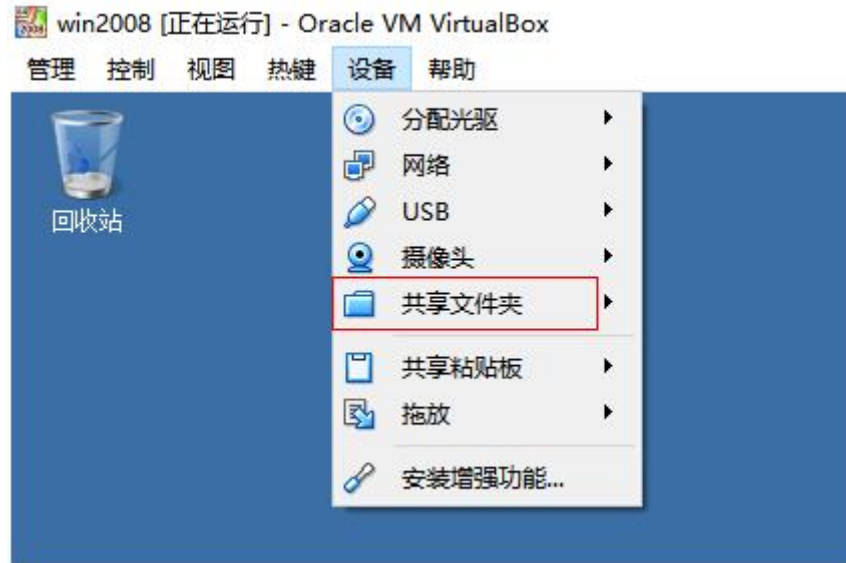 win2008 [正在运行] - Oracle VM VirtualBox
管理 控制 视图 热键 设备 帮助
分配光驱
网络
USB
摄像头
共享文件夹
共享粘贴板
拖放
安装增强功能...
回收站